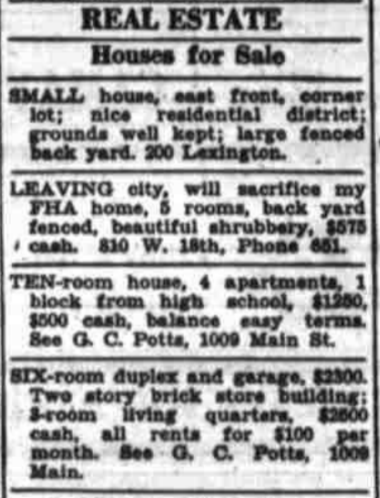 REAL ESTATE
Houses for Sale
SMALL house, east front, corner
lot; nice residential district;
grounds well kept; large fenced
back yard. 200 Lexington.
LEAVING city, will sacrifice my
FHA home, 5 rooms, back yard
fenced, beautiful shrubbery, $575
cash. 810 W. 18th, Phone 651.
TEN-room house, 4 apartments, 1
block from high school, $1250,
$500 cash, balance easy terms.
See G. C. Potts, 1009 Main St.
SIX-room duplex and garage, $2300.
Two story brick store building;
3-room living quarters, $2600
cash, all rents for $100 per
month. See G. C. Potts, 1009
Main.